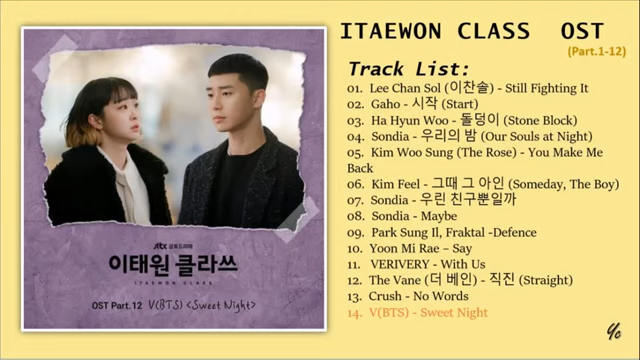 ITAEWON CLASS OST
(Part.1-12)
Track List:
01. Lee Chan Sol (이찬솔) - Still Fighting It
02. Gaho - 시작 (Start)
03. Ha Hyun Woo - 돌덩이 (Stone Block)
04. Sondia - 우리의 밤 (Our Souls at Night)
05. Kim Woo Sung (The Rose) - You Make Me
Back
06. Kim Feel - 그때 그 아인 (Someday, The Boy)
07. Sondia - 우린 친구뿐일까
08. Sondia - Maybe
09. Park Sung Il, Fraktal -Defence
10. Yoon Mi Rae – Say
11. VERIVERY - With Us
12. The Vane (더 베인) - 직진 (Straight)
13. Crush - No Words
14. V(BTS) - Sweet Night
jtbc 금토드라마
이태원 클라쓰
ITAEWON CLASS
OST Part.12 V(BTS) <Sweet Night>
Yc